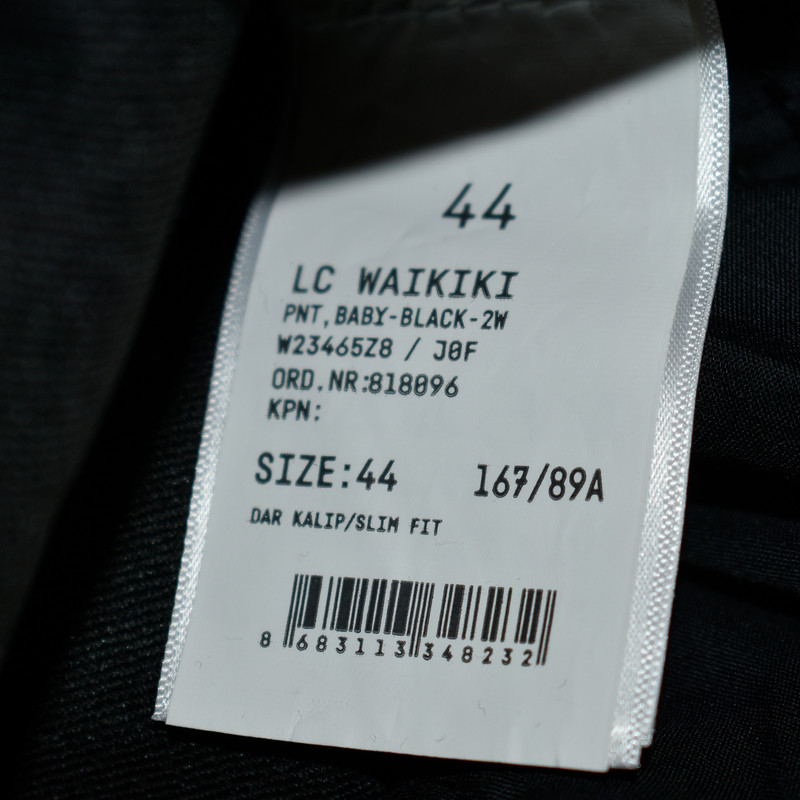 44
LC WAIKIKI
PNT,BABY-BLACK-2W
W23465Z8 / J0F
ORD.NR:818096
KPN:
SIZE:44 167/89A
DAR KALIP/SLIM FIT
8 683113 348232